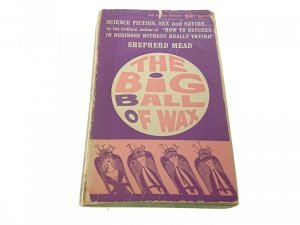 SCIENCE FICTION, SEX and SATIRE...
by the brilliant author of "HOW TO SUCCEED
IN BUSINESS WITHOUT REALLY TRYING"
SHEPHERD MEAD
THE
BIG
BALL
OF WAX